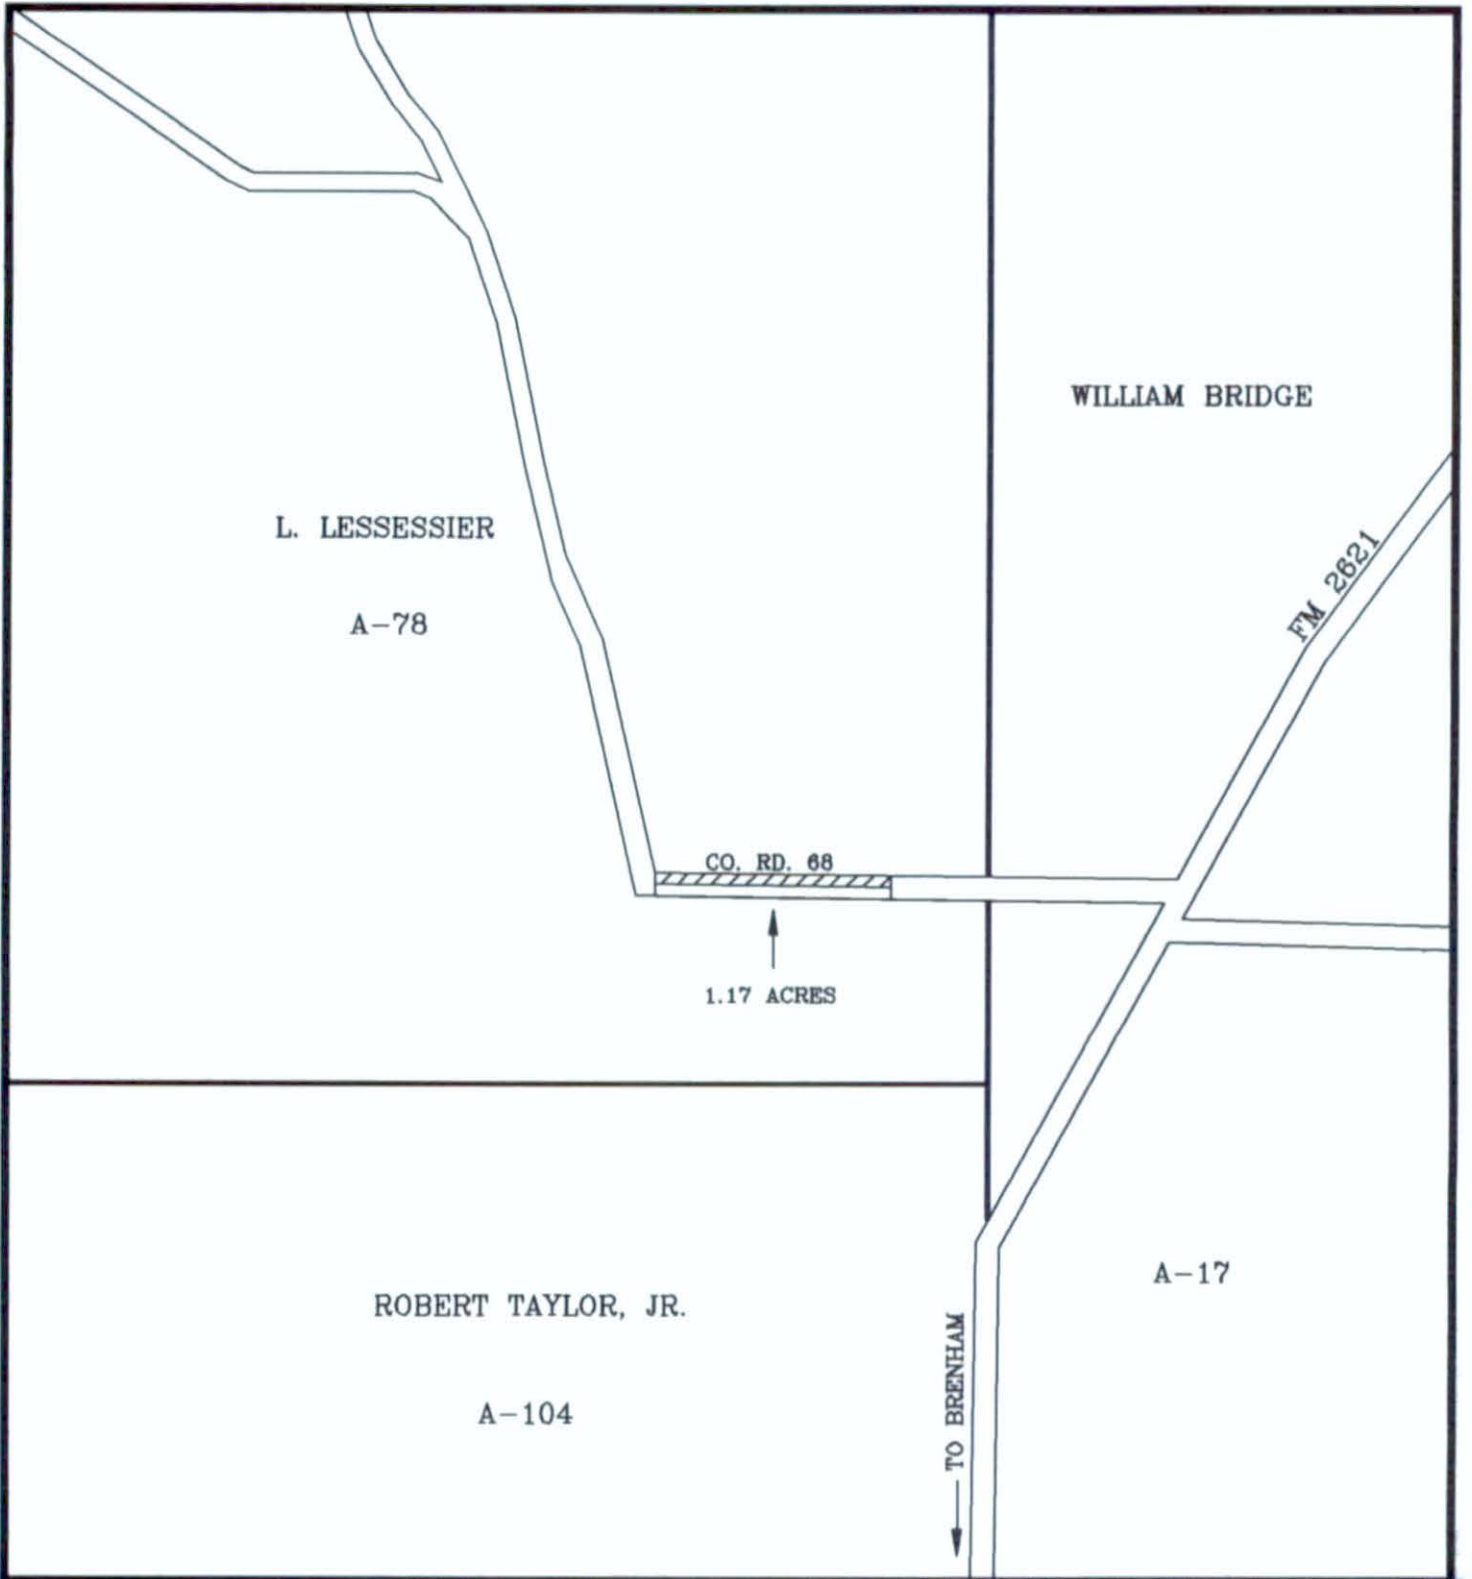 WILLIAM BRIDGE
L. LESSESSIER
A-78
FM 2621
CO. RD. 68
1.17 ACRES
A-17
ROBERT TAYLOR, JR.
A-104
TO BRENHAM